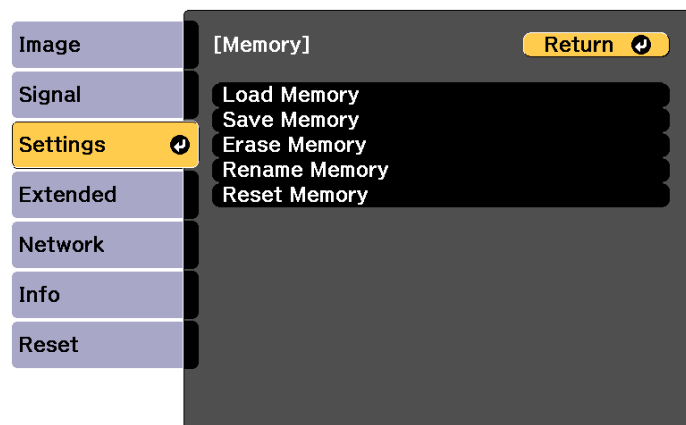 Image
Signal
Settings
Extended
Network
Info
Reset
[Memory]
Return
Load Memory
Save Memory
Erase Memory
Rename Memory
Reset Memory